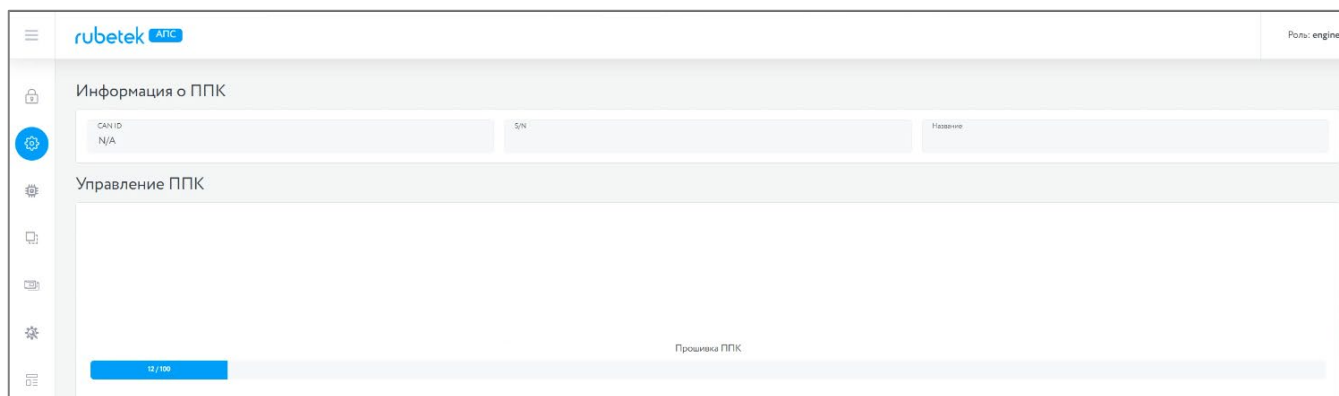 rubetek АПС
Роль: engine
Информация о ППК
CAN ID
N/A
S/N
Название
Управление ППК
Прошивка ППК
12 / 100